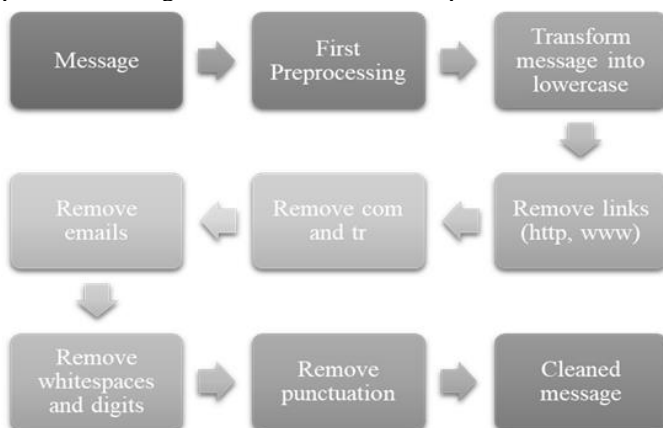 Message
First
Preprocessing
Transform
message into
lowercase
Remove links
(http, www)
Remove com
and tr
Remove
emails
Remove
whitespaces
and digits
Remove
punctuation
Cleaned
message